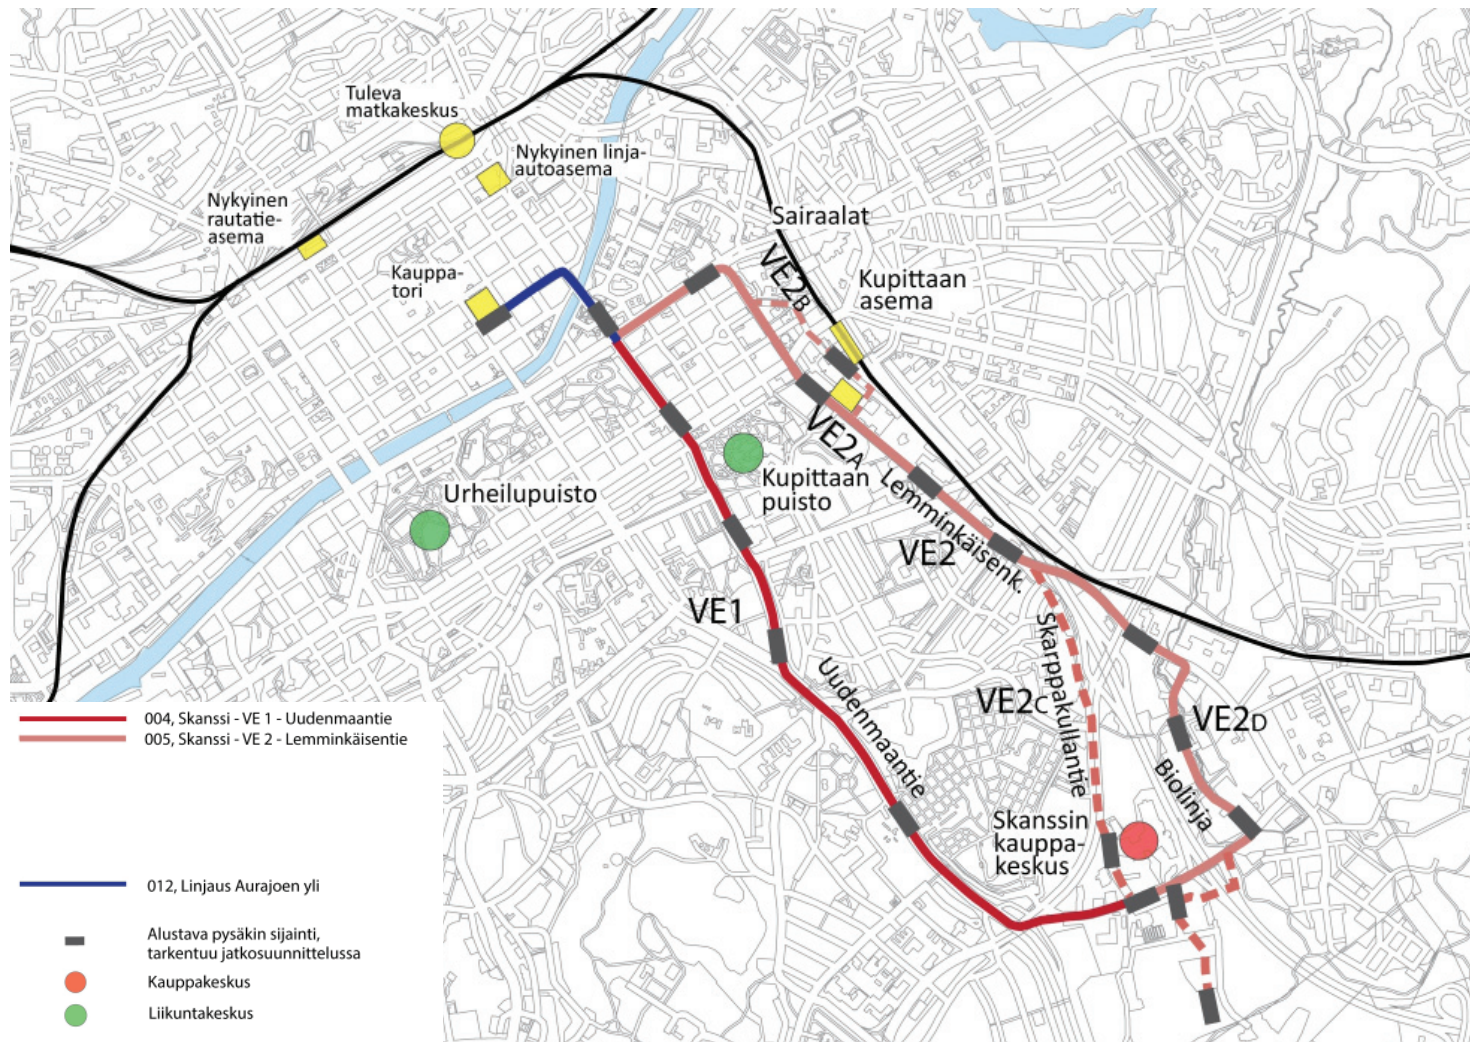 Tuleva
matkakeskus
Nykyinen linja-
autoasema
Nykyinen
rautatie-
asema
Sairaalat
Kauppa-
tori
VE2B
Kupittaan
asema
VE2A
Urheilupuisto
Kupittaan
puisto
Lemminkäisenk.
VE2
VE1
Uudenmaantie
Skarppakullantie
VE2C
VE2D
Biolinja
Skanssin
kauppa-
keskus
004, Skanssi - VE 1 - Uudenmaantie
005, Skanssi - VE 2 - Lemminkäisentie
012, Linjaus Aurajoen yli
Alustava pysäkin sijainti,
tarkentuu jatkosuunnittelussa
Kauppakeskus
Liikuntakeskus